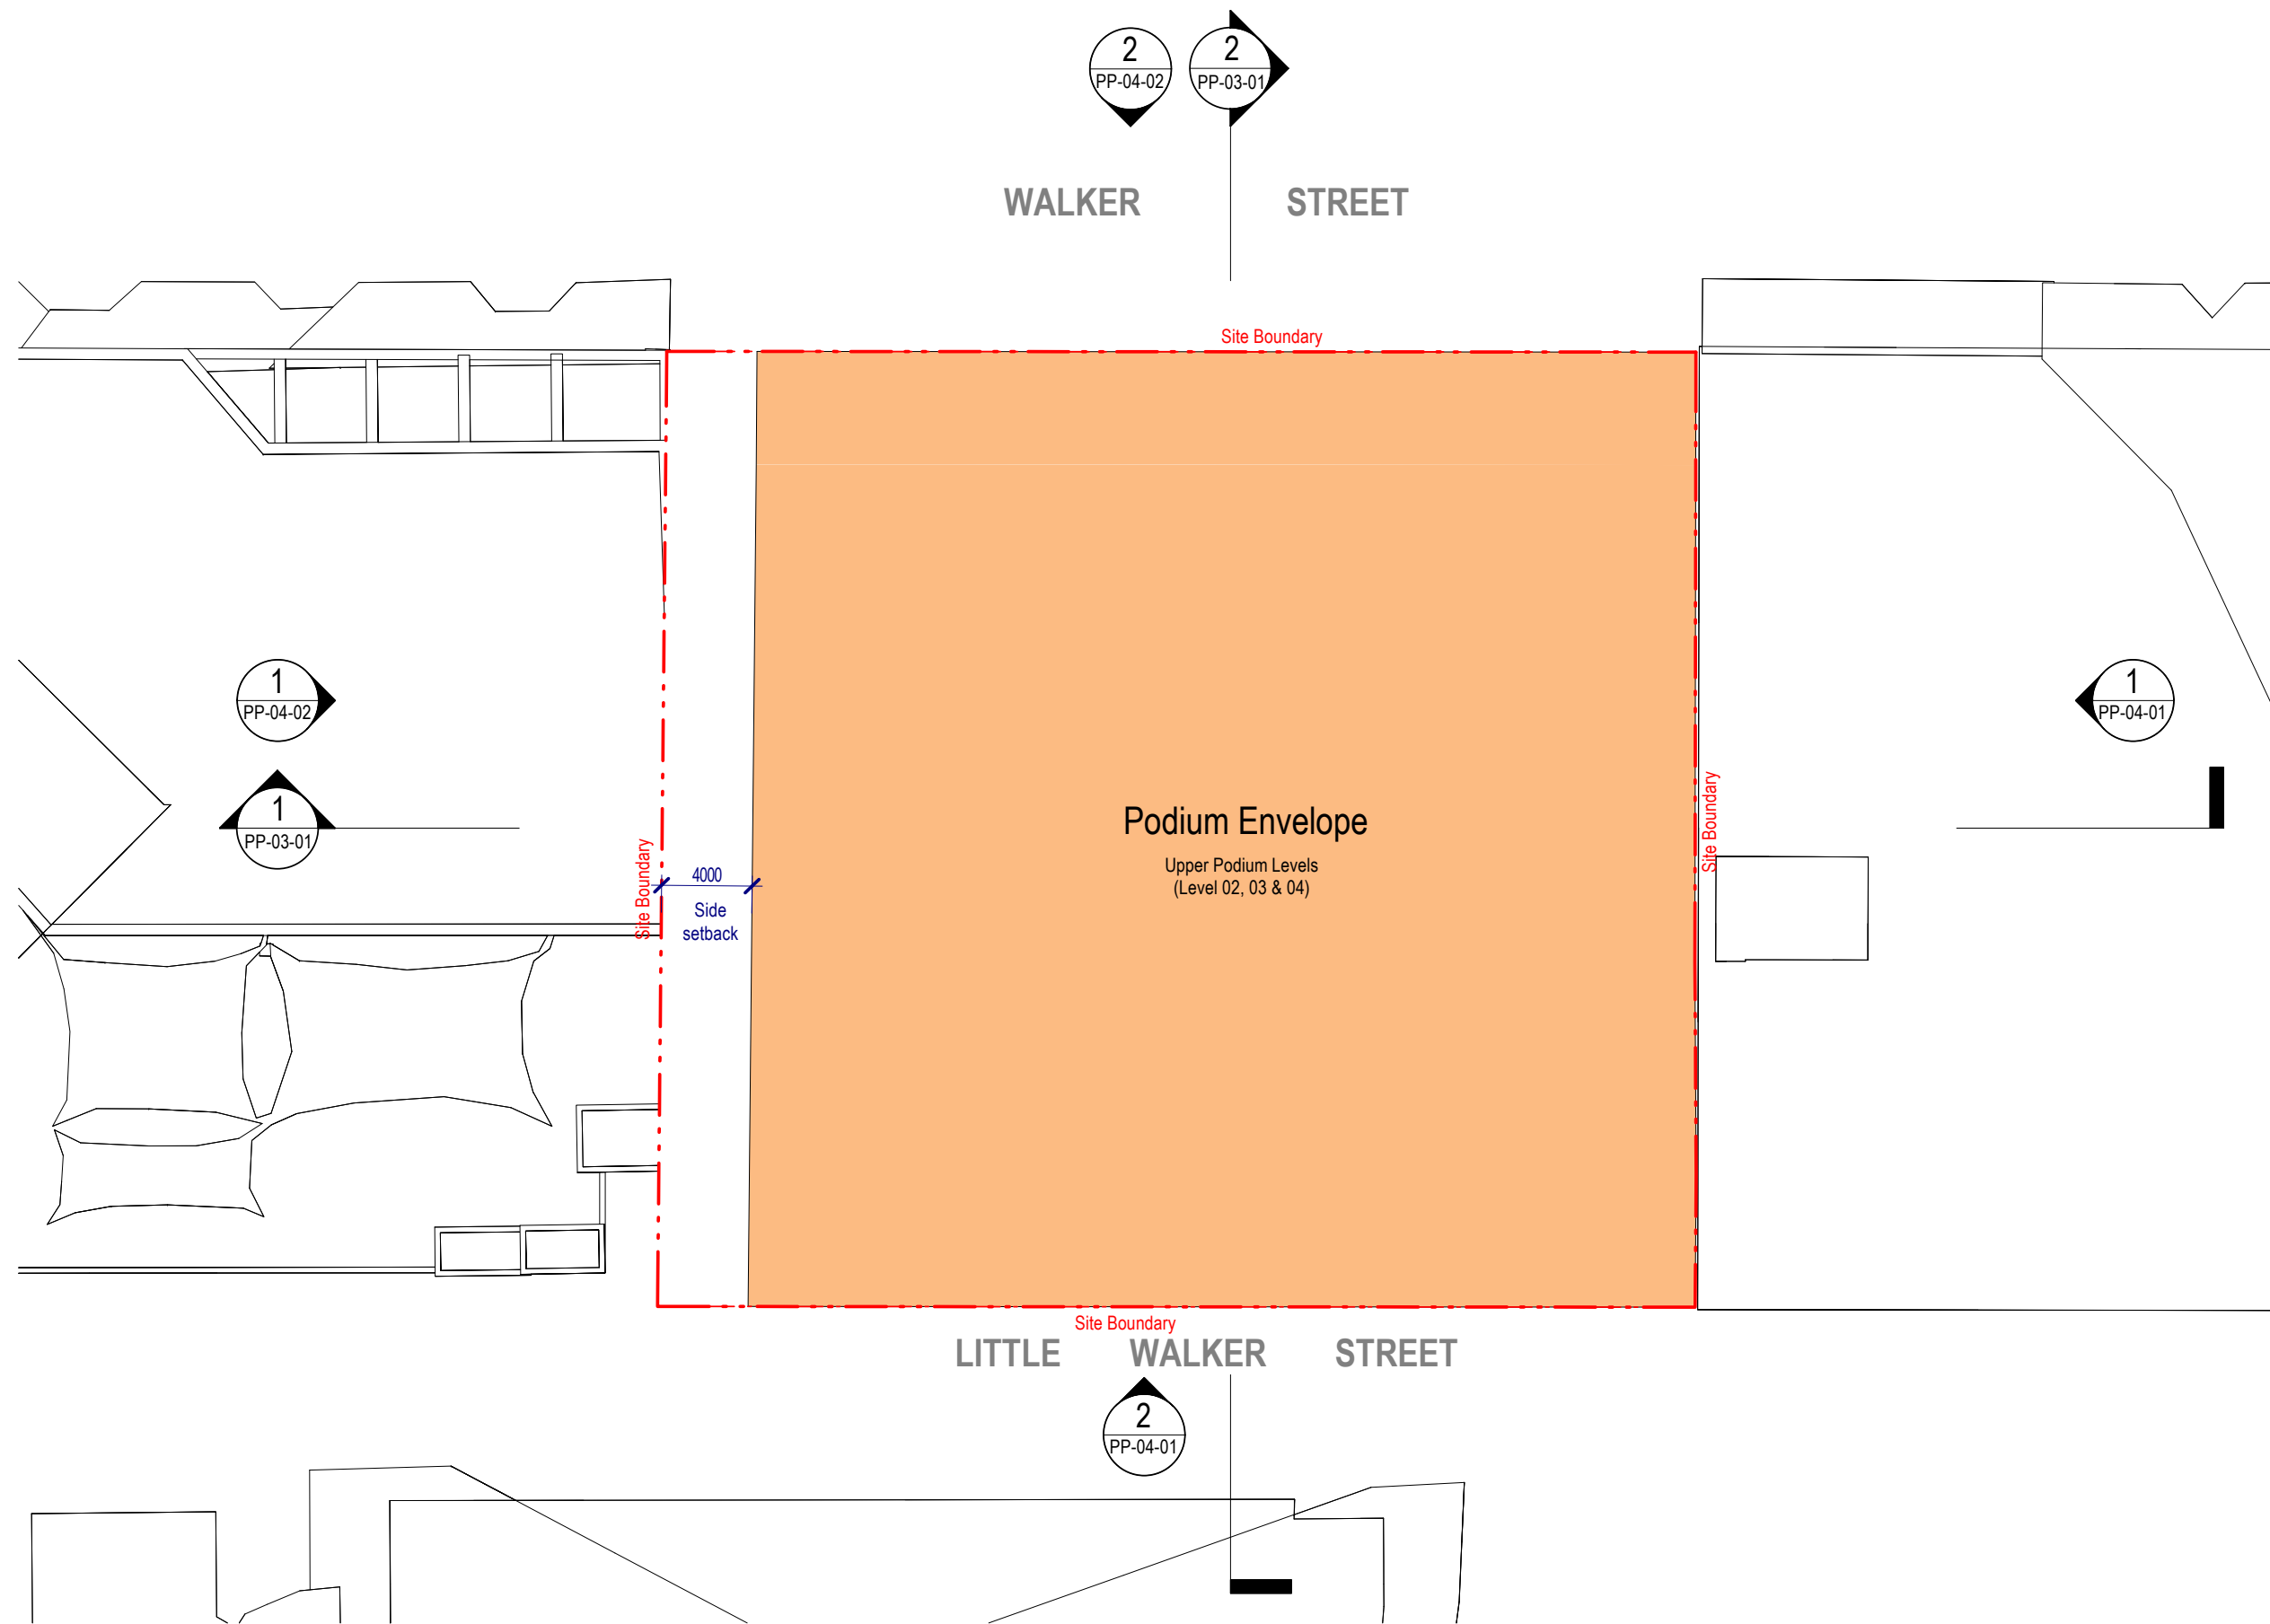 2
PP-04-02
2
PP-03-01
WALKER STREET
Site Boundary
1
PP-04-02
1
PP-04-01
1
PP-03-01
Site Boundary
Site Boundary
Podium Envelope
Upper Podium Levels
(Level 02, 03 & 04)
4000
Side
setback
Site Boundary
LITTLE WALKER STREET
2
PP-04-01